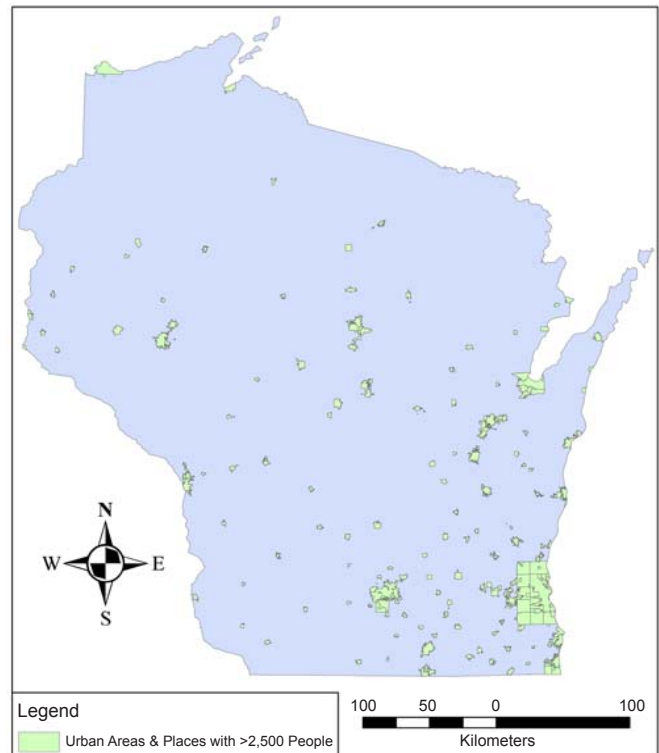 N
W E
S
Legend
Urban Areas & Places with >2,500 People
100 50 0 100
Kilometers